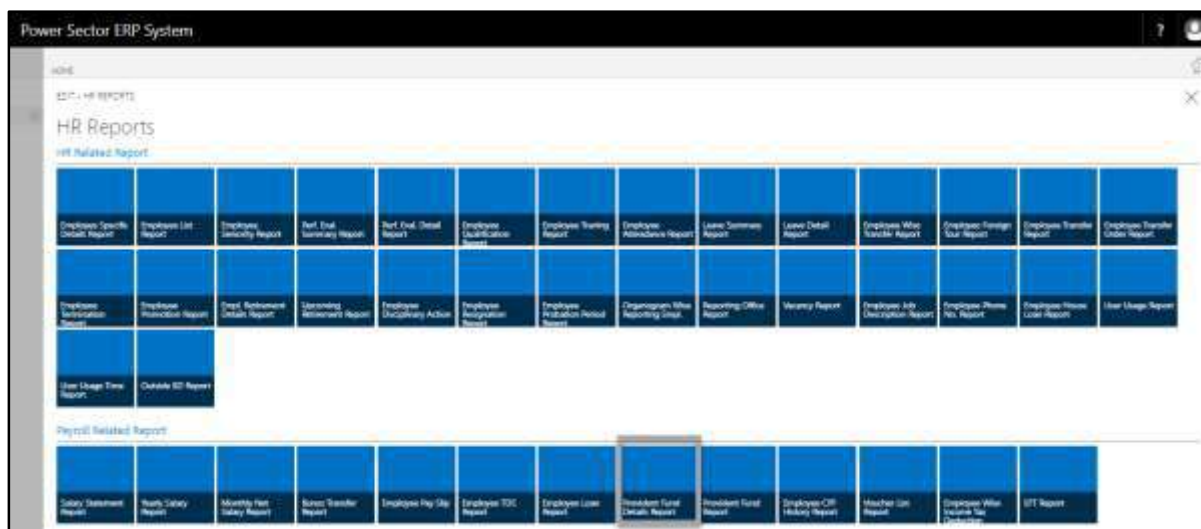 Power Sector ERP System ?
HOME
EDIT - HR REPORTS
HR Reports
HR Related Report
Employee Specific
Details Report
Employee List
Report
Employee
Seniority Report
Perf. Eval.
Summary Report
Perf. Eval. Detail
Report
Employee
Qualification
Report
Employee Traning
Report
Employee
Attendance Report
Leave Summary
Report
Leave Detail
Report
Employee Wise
Transfer Report
Employee Foreign
Tour Report
Employee Transfer
Report
Employee Transfer
Order Report
Employee
Termination
Report
Employee
Promotion Report
Empl. Retirement
Details Report
Upcoming
Retirement Report
Employee
Disciplinary Action
Employee
Resignation
Report
Employee
Probation Period
Report
Organogram Wise
Reporting Empl.
Reporting Office
Report
Vacancy Report
Employee Job
Description Report
Employee Phone
No. Report
Employee House
Loan Report
User Usage Report
User Usage Time
Report
Outside BD Report
Payroll Related Report
Salary Statement
Report
Yearly Salary
Report
Monthly Net
Salary Report
Bonus Transfer
Report
Employee Pay Slip
Employee TDS
Report
Employee Loan
Report
Provident Fund
Details Report
Provident Fund
Report
Employee CPF
History Report
Voucher List
Report
Employee Wise
Income Tax
Deduction